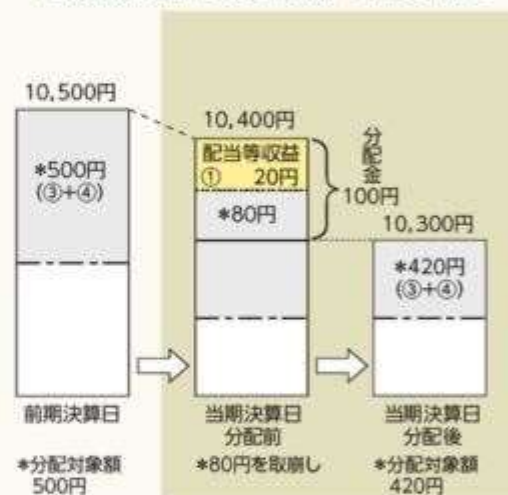 10,500円
*500円
(③+④)
前期決算日
*分配対象額
500円
10,400円
配当等収益
① 20円
*80円
分配金
100円
当期決算日
分配前
*80円を取崩し
10,300円
*420円
(③+④)
当期決算日
分配後
*分配対象額
420円